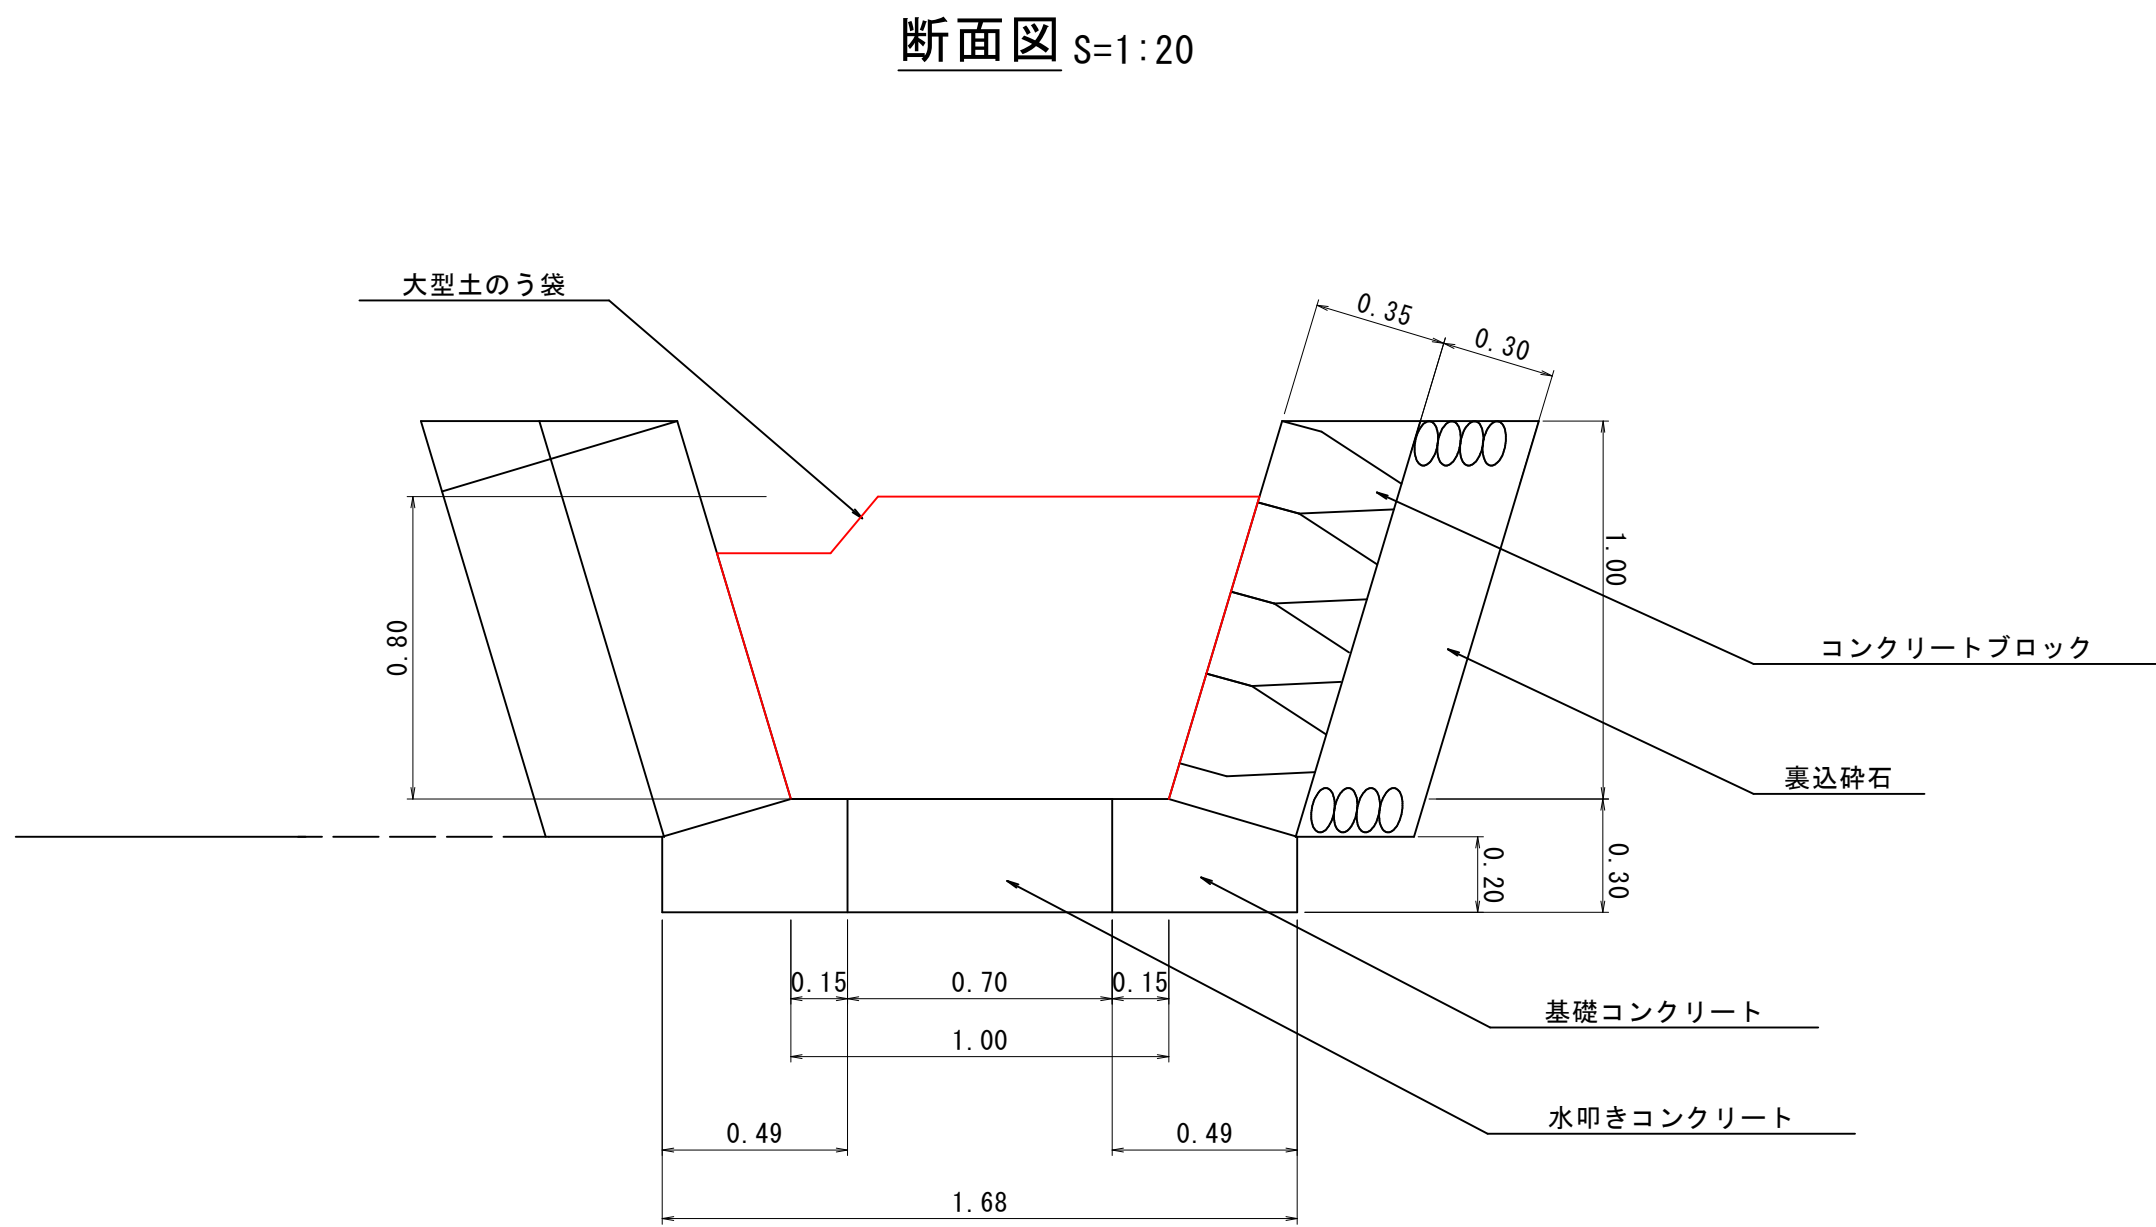 断面図 S=1:20
大型土のう袋
0.35
0.30
1.00
0.80
コンクリートブロック
裏込砕石
0.20
0.30
0.15
0.70
0.15
基礎コンクリート
1.00
水叩きコンクリート
0.49
0.49
1.68